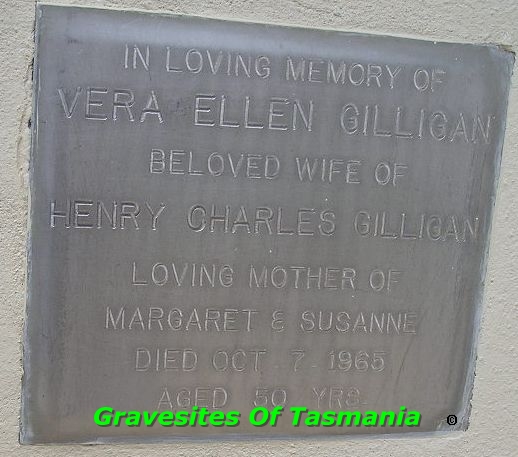 IN LOVING MEMORY OF
VERA ELLEN GILLIGAN
BELOVED WIFE OF
HENRY CHARLES GILLIGAN
LOVING MOTHER OF
MARGARET & SUSANNE
DIED OCT. 7. 1965
AGED 50 YRS.
Gravesites Of Tasmania ©